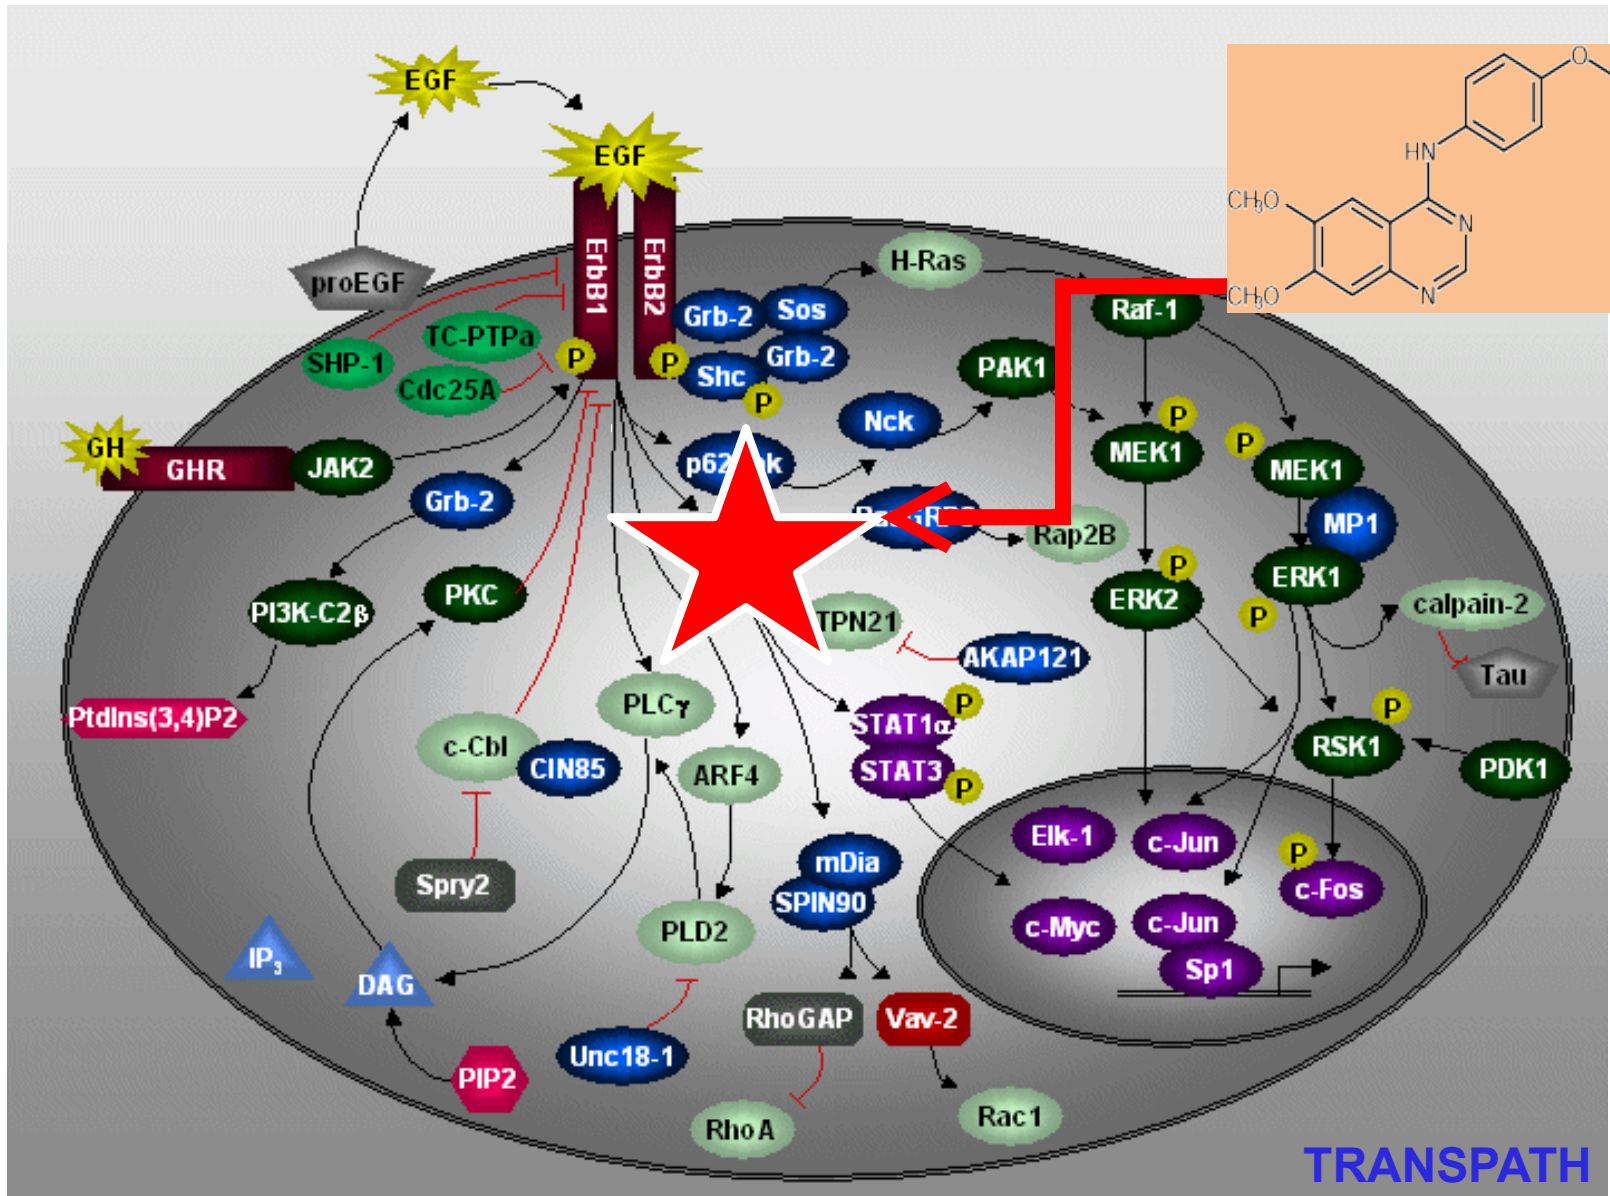 EGF
EGF
proEGF
ErbB1
ErbB2
H-Ras
Grb-2
Sos
Raf-1
TC-PTPa
SHP-1
Cdc25A
P
P
Shc
Grb-2
P
PAK1
Nck
GH
GHR
JAK2
Grb-2
P
MEK1
P
MEK1
MP1
Rap2B
PI3K-C2β
PKC
P
ERK2
ERK1
P
calpain-2
Tau
TPN21
AKAP121
PtdIns(3,4)P2
PLCγ
STAT1α
P
STAT3
P
P
RSK1
PDK1
c-Cbl
CIN85
ARF4
Spry2
mDia
SPIN90
Elk-1
c-Jun
P
c-Fos
c-Myc
c-Jun
Sp1
PLD2
IP3
DAG
RhoGAP
Vav-2
Unc18-1
PIP2
RhoA
Rac1
O
HN
CH3O
N
CH3O
N
TRANSPATH